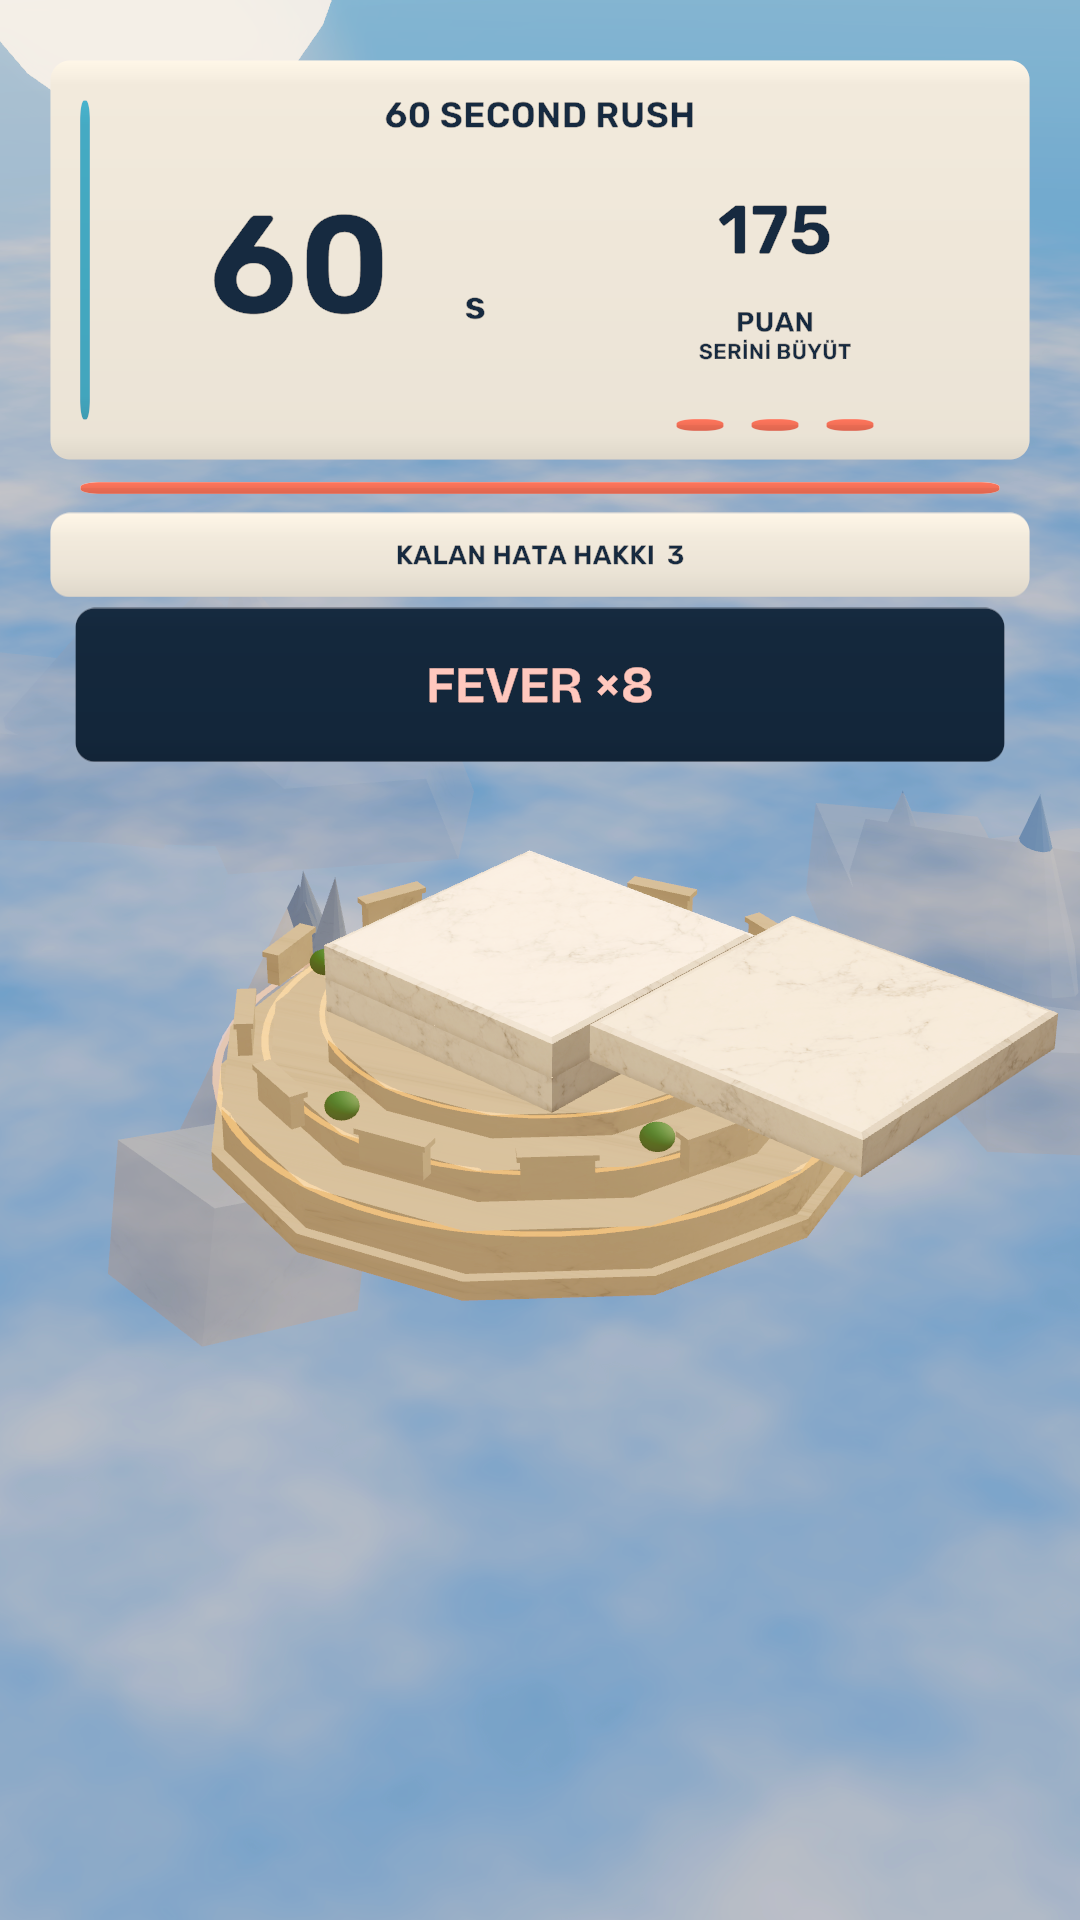 60 SECOND RUSH
60 s
175
PUAN
SERİNİ BÜYÜT
KALAN HATA HAKKI 3
FEVER ×8